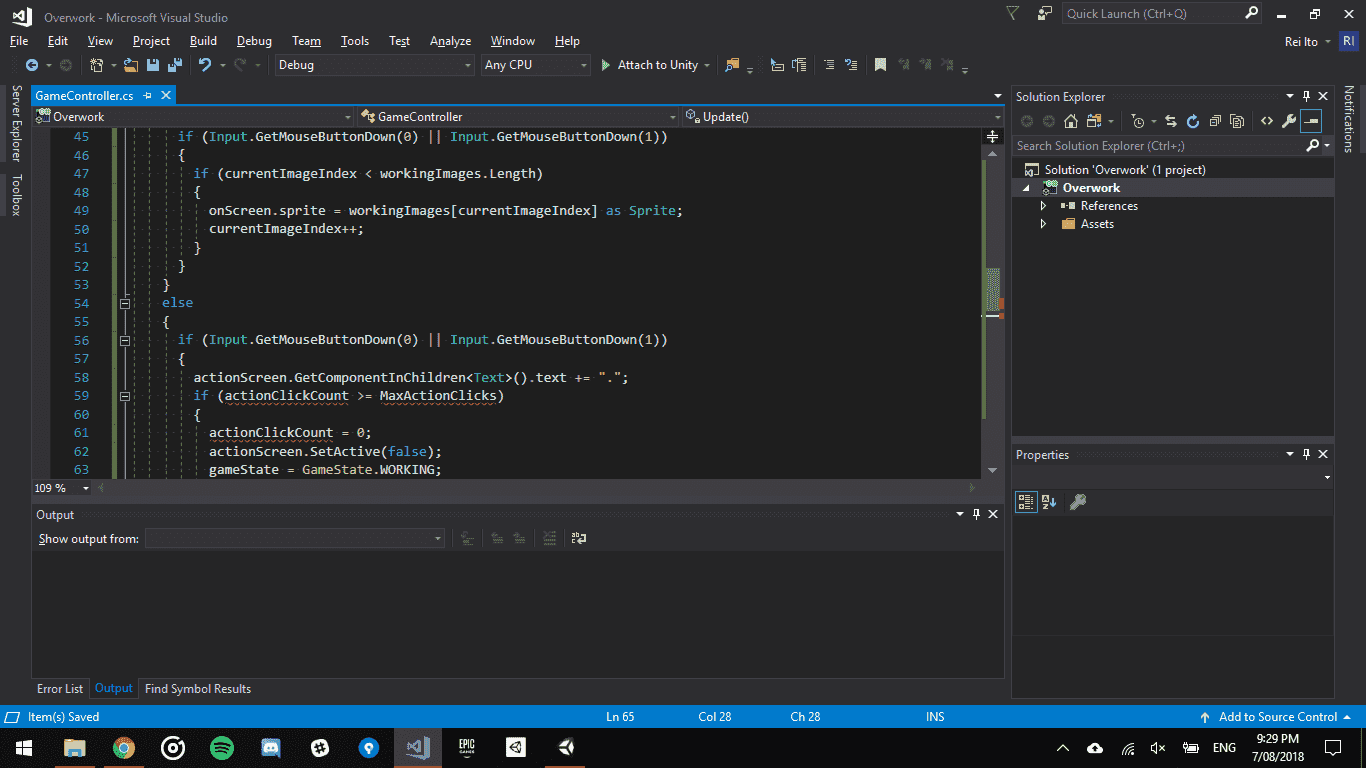 Overwork - Microsoft Visual Studio
Quick Launch (Ctrl+Q)
File Edit View Project Build Debug Team Tools Test Analyze Window Help
Rei Ito RI
Debug Any CPU Attach to Unity
Server Explorer
Toolbox
GameController.cs
Overwork GameController Update()
45 if (Input.GetMouseButtonDown(0) || Input.GetMouseButtonDown(1))
46 {
47 if (currentImageIndex < workingImages.Length)
48 {
49 onScreen.sprite = workingImages[currentImageIndex] as Sprite;
50 currentImageIndex++;
51 }
52 }
53 }
54 else
55 {
56 if (Input.GetMouseButtonDown(0) || Input.GetMouseButtonDown(1))
57 {
58 actionScreen.GetComponentInChildren<Text>().text += ".";
59 if (actionClickCount >= MaxActionClicks)
60 {
61 actionClickCount = 0;
62 actionScreen.SetActive(false);
63 gameState = GameState.WORKING;
109 %
Output
Show output from:
Error List Output Find Symbol Results
Solution Explorer
Search Solution Explorer (Ctrl+;)
Solution 'Overwork' (1 project)
Overwork
References
Assets
Properties
Notifications
Item(s) Saved Ln 65 Col 28 Ch 28 INS Add to Source Control
EPIC GAMES
ENG
9:29 PM
7/08/2018